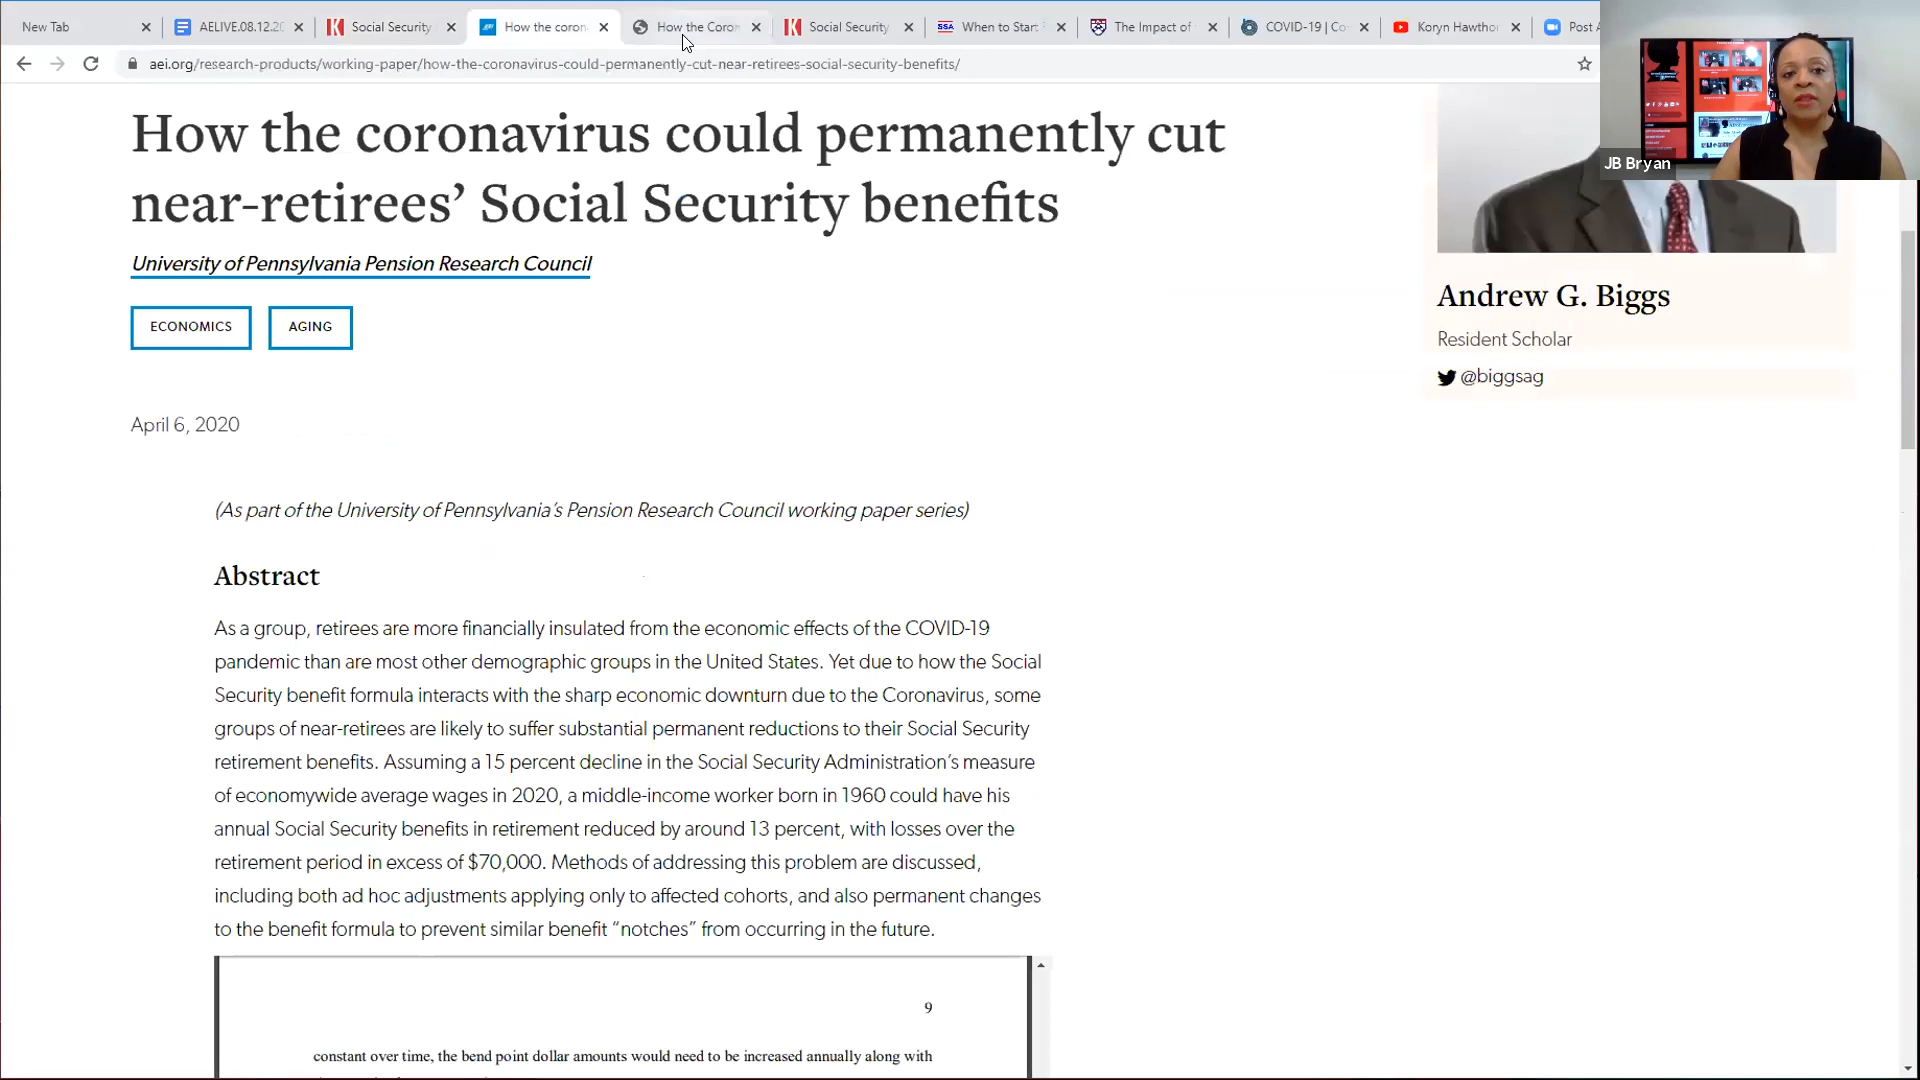 New Tab
AELIVE.08.12.20
Social Security
How the coron
How the Coron
Social Security
SSA When to Start
The Impact of
COVID-19 | Co
Koryn Hawtho
Post A
aei.org/research-products/working-paper/how-the-coronavirus-could-permanently-cut-near-retirees-social-security-benefits/
JB Bryan
How the coronavirus could permanently cut
near-retirees’ Social Security benefits
University of Pennsylvania Pension Research Council
ECONOMICS
AGING
Andrew G. Biggs
Resident Scholar
@biggsag
April 6, 2020
(As part of the University of Pennsylvania’s Pension Research Council working paper series)
Abstract
As a group, retirees are more financially insulated from the economic effects of the COVID-19
pandemic than are most other demographic groups in the United States. Yet due to how the Social
Security benefit formula interacts with the sharp economic downturn due to the Coronavirus, some
groups of near-retirees are likely to suffer substantial permanent reductions to their Social Security
retirement benefits. Assuming a 15 percent decline in the Social Security Administration’s measure
of economywide average wages in 2020, a middle-income worker born in 1960 could have his
annual Social Security benefits in retirement reduced by around 13 percent, with losses over the
retirement period in excess of $70,000. Methods of addressing this problem are discussed,
including both ad hoc adjustments applying only to affected cohorts, and also permanent changes
to the benefit formula to prevent similar benefit “notches” from occurring in the future.
9
constant over time, the bend point dollar amounts would need to be increased annually along with